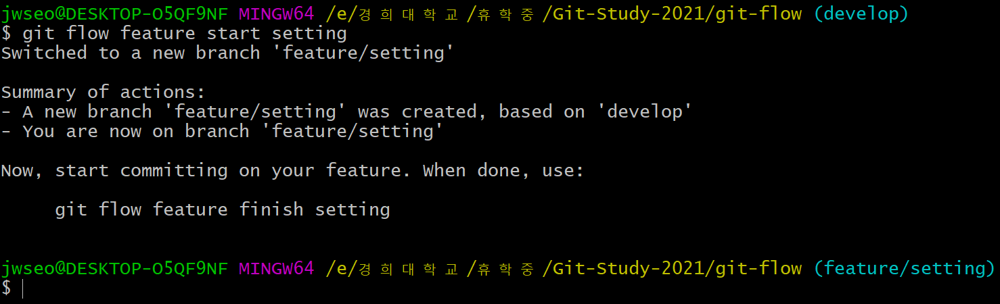 jwseo@DESKTOP-O5QF9NF MINGW64 /e/경희대학교/휴학중/Git-Study-2021/git-flow (develop)
$ git flow feature start setting
Switched to a new branch 'feature/setting'
Summary of actions:
- A new branch 'feature/setting' was created, based on 'develop'
- You are now on branch 'feature/setting'
Now, start committing on your feature. When done, use:
git flow feature finish setting
jwseo@DESKTOP-O5QF9NF MINGW64 /e/경희대학교/휴학중/Git-Study-2021/git-flow (feature/setting)
$